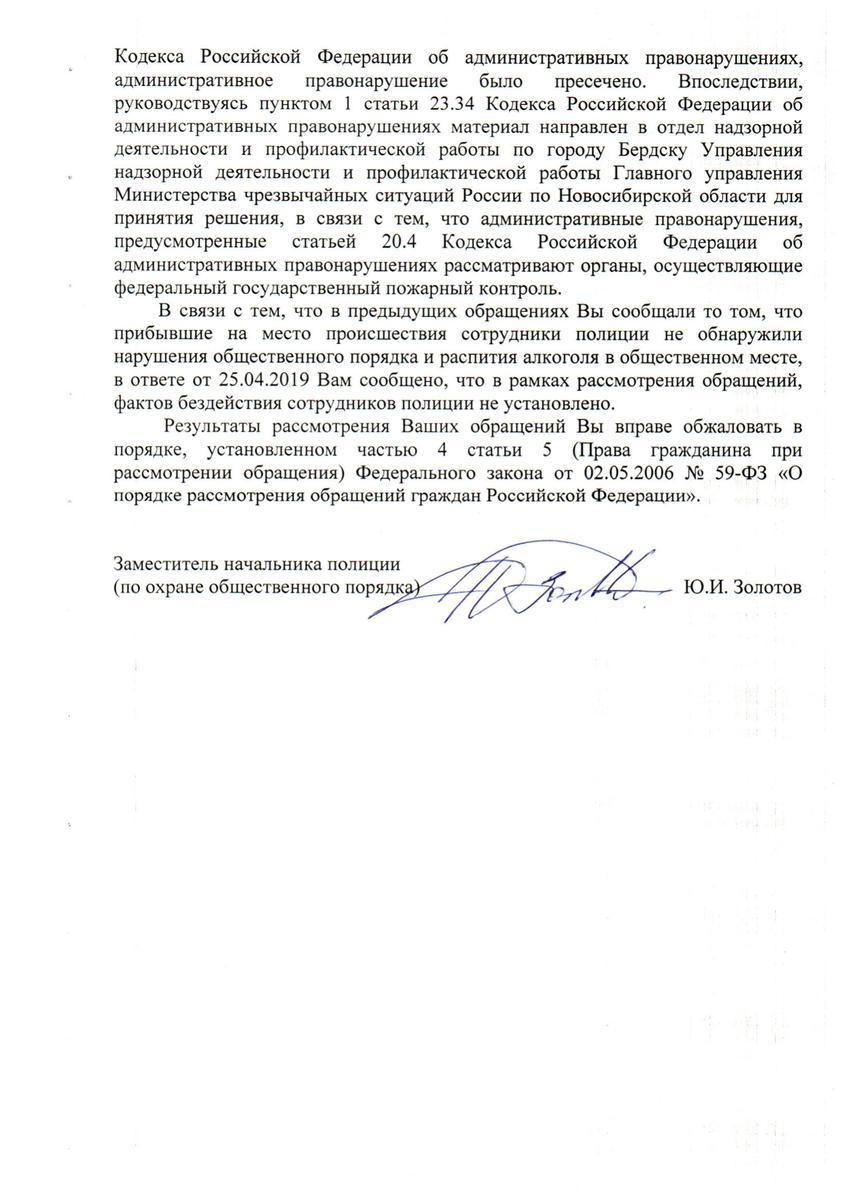 Кодекса Российской Федерации об административных правонарушениях,
административное правонарушение было пресечено. Впоследствии,
руководствуясь пунктом 1 статьи 23.34 Кодекса Российской Федерации об
административных правонарушениях материал направлен в отдел надзорной
деятельности и профилактической работы по городу Бердску Управления
надзорной деятельности и профилактической работы Главного управления
Министерства чрезвычайных ситуаций России по Новосибирской области для
принятия решения, в связи с тем, что административные правонарушения,
предусмотренные статьей 20.4 Кодекса Российской Федерации об
административных правонарушениях рассматривают органы, осуществляющие
федеральный государственный пожарный контроль.
В связи с тем, что в предыдущих обращениях Вы сообщали то том, что
прибывшие на место происшествия сотрудники полиции не обнаружили
нарушения общественного порядка и распития алкоголя в общественном месте,
в ответе от 25.04.2019 Вам сообщено, что в рамках рассмотрения обращений,
фактов бездействия сотрудников полиции не установлено.
Результаты рассмотрения Ваших обращений Вы вправе обжаловать в
порядке, установленном частью 4 статьи 5 (Права гражданина при
рассмотрении обращения) Федерального закона от 02.05.2006 № 59-ФЗ «О
порядке рассмотрения обращений граждан Российской Федерации».
Заместитель начальника полиции
(по охране общественного порядка) Ю.И. Золотов